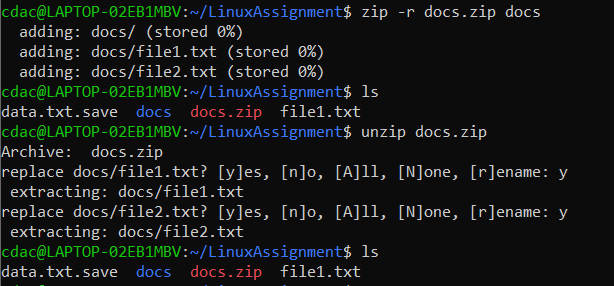 cdac@LAPTOP-02EB1MBV:~/LinuxAssignment$ zip -r docs.zip docs
  adding: docs/ (stored 0%)
  adding: docs/file1.txt (stored 0%)
  adding: docs/file2.txt (stored 0%)
cdac@LAPTOP-02EB1MBV:~/LinuxAssignment$ ls
data.txt.save  docs  docs.zip  file1.txt
cdac@LAPTOP-02EB1MBV:~/LinuxAssignment$ unzip docs.zip
Archive:  docs.zip
replace docs/file1.txt? [y]es, [n]o, [A]ll, [N]one, [r]ename: y
 extracting: docs/file1.txt
replace docs/file2.txt? [y]es, [n]o, [A]ll, [N]one, [r]ename: y
 extracting: docs/file2.txt
cdac@LAPTOP-02EB1MBV:~/LinuxAssignment$ ls
data.txt.save  docs  docs.zip  file1.txt